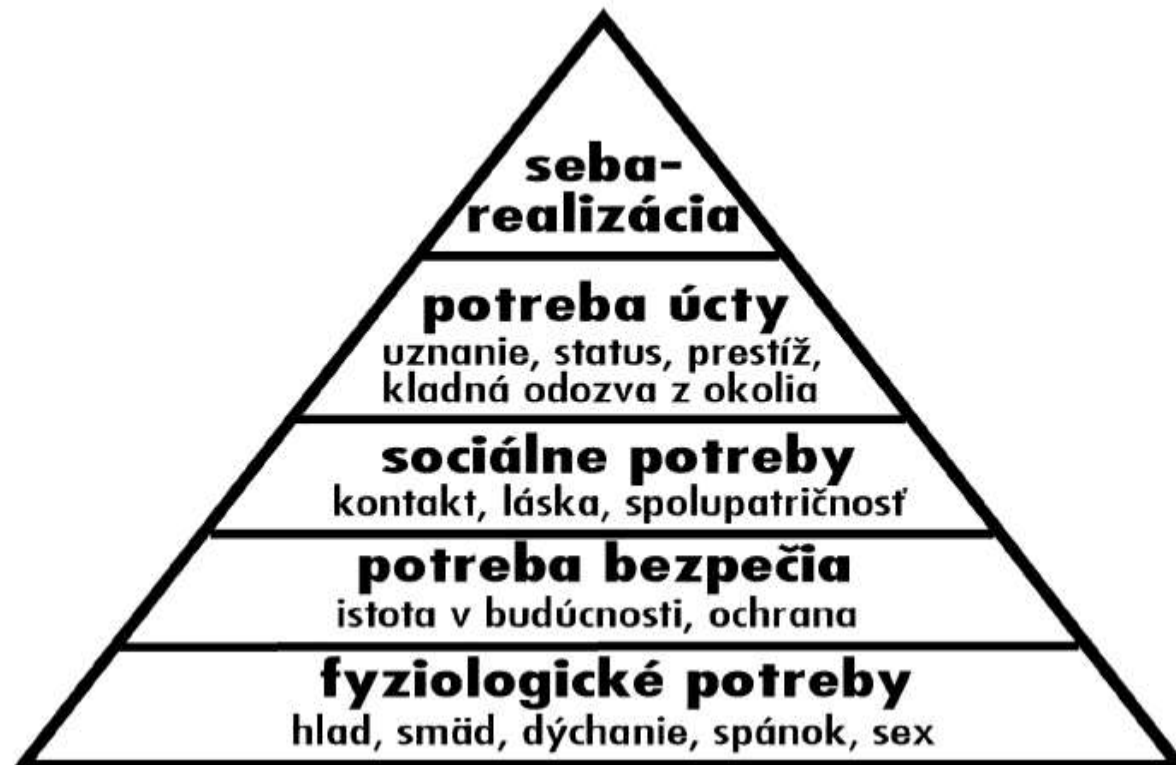 seba-
realizácia
potreba úcty
uznanie, status, prestíž,
kladná odozva z okolia
sociálne potreby
kontakt, láska, spolupatričnosť
potreba bezpečia
istota v budúcnosti, ochrana
fyziologické potreby
hlad, smäd, dýchanie, spánok, sex